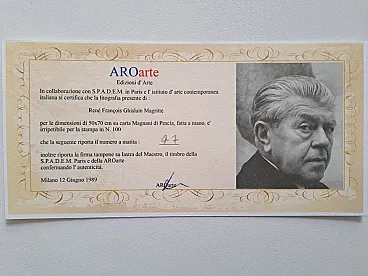 AROarte
Edizioni d'Arte
In collaborazione con S.P.A.D.E.M. in Paris e l' istituto d' arte contemporanea
italiana si certifica che la litografia presente di :
René François Ghislain Magritte
per le dimensioni di 50x70 cm su carta Magnani di Pescia, fatta a mano, e'
irripetibile per la stampa in N. 100
che la seguente riporta il numero a matita :
inoltre riporta la firma tampone su lastra del Maestro, il timbro della
S.P.A.D.E.M. Paris e della AROarte
confermando l' autenticità.
Milano 12 Giugno 1989
AROarte